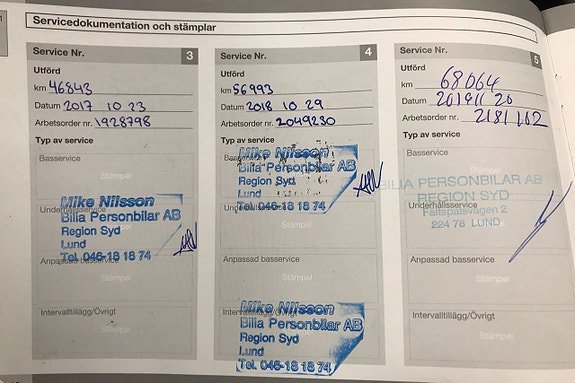 Servicedokumentation och stämplar
Service Nr. 3
Utförd
km 46843
Datum 2017 10 23
Arbetsorder nr. 1928798
Typ av service
Basservice
Stämpel
Mike Nilsson
Underhållsservice
Bilia Personbilar AB
Region Syd
Lund
Tel. 046-18 18 74
Anpassad basservice
Stämpel
Intervalltillägg/Övrigt
Stämpel
Service Nr. 4
Utförd
km 56993
Datum 2018 10 29
Arbetsorder nr. 2049230
Typ av service
Mike Nilsson
Bilia Personbilar AB
Region Syd
Lund
Underhållsservice
Tel. 046-18 18 74
Anpassad basservice
Stämpel
Mike Nilsson
Intervalltillägg/Övrigt
Bilia Personbilar AB
Region Syd
Lund
Tel. 046-18 18 74
Service Nr. 5
Utförd
km 68064
Datum 2019 11 20
Arbetsorder nr. 2181102
Typ av service
Basservice
Stämpel
BILIA PERSONBILAR AB
REGION SYD
Underhållsservice
Fältspatsvägen 2
224 78 LUND
Anpassad basservice
Stämpel
Intervalltillägg/Övrigt
Stämpel